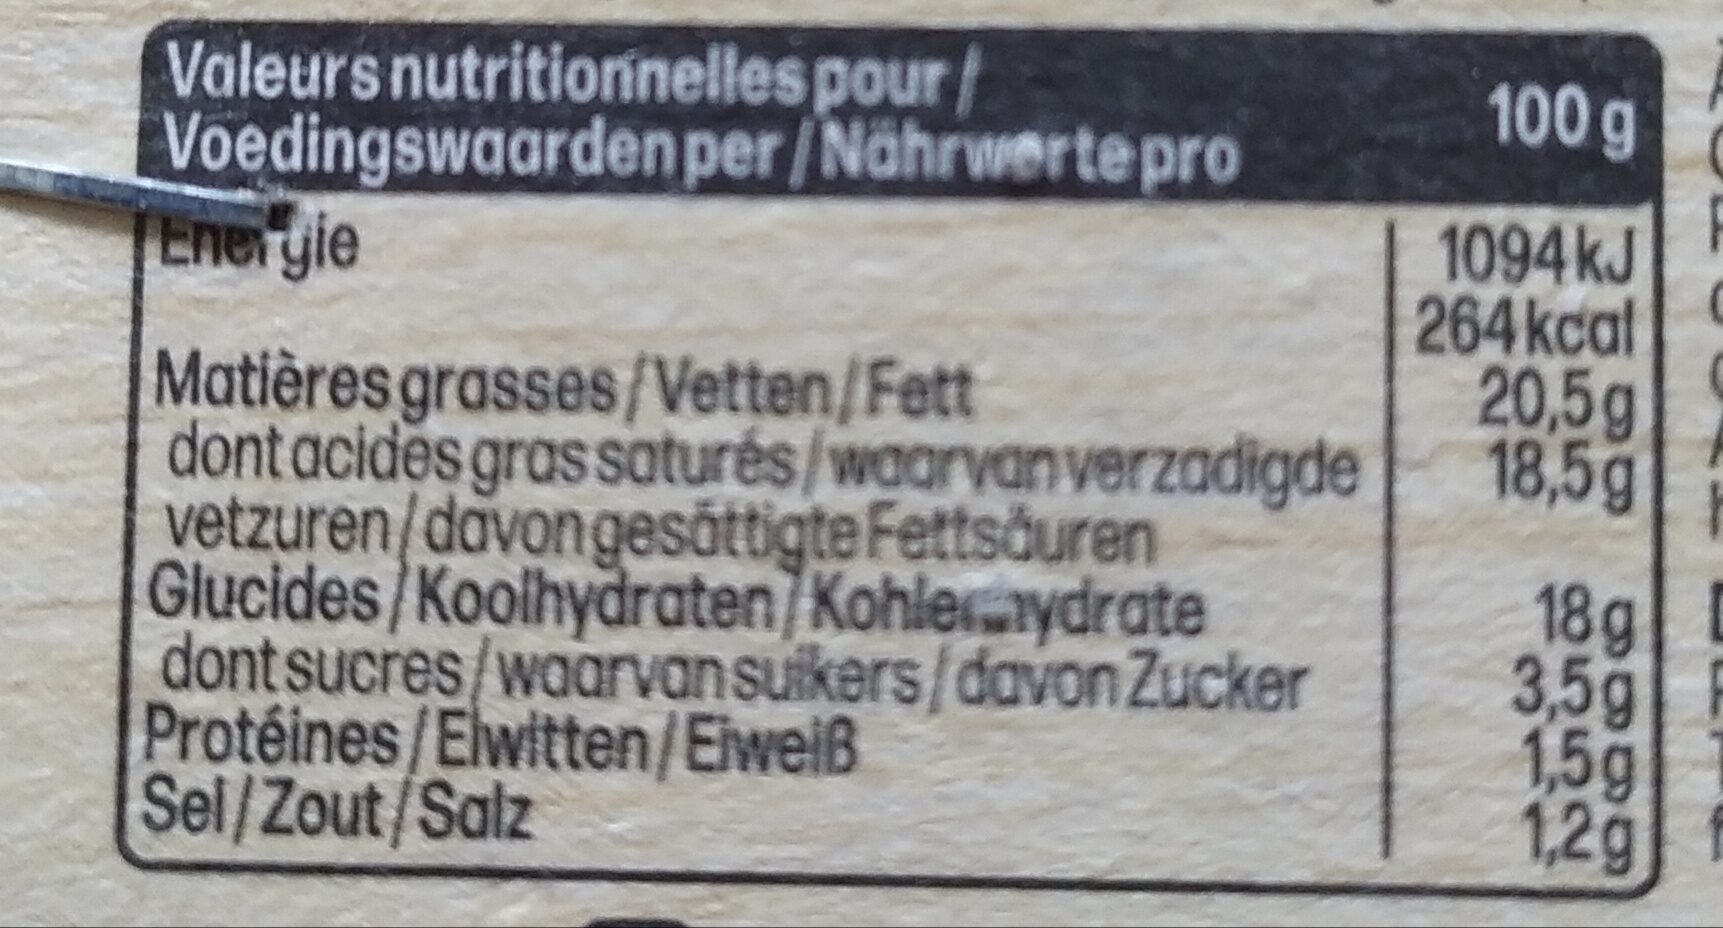 Valeurs nutritionnelles pour / 100 g
Voedingswaarden per / Nährwerte pro
Energie 1094 kJ
264 kcal
Matières grasses / Vetten / Fett 20,5 g
dont acides gras saturés / waarvan verzadigde 18,5 g
vetzuren / davon gesättigte Fettsäuren
Glucides / Koolhydraten / Kohlenhydrate 18 g
dont sucres / waarvan suikers / davon Zucker 3,5 g
Protéines / Eiwitten / Eiweiß 1,5 g
Sel / Zout / Salz 1,2 g